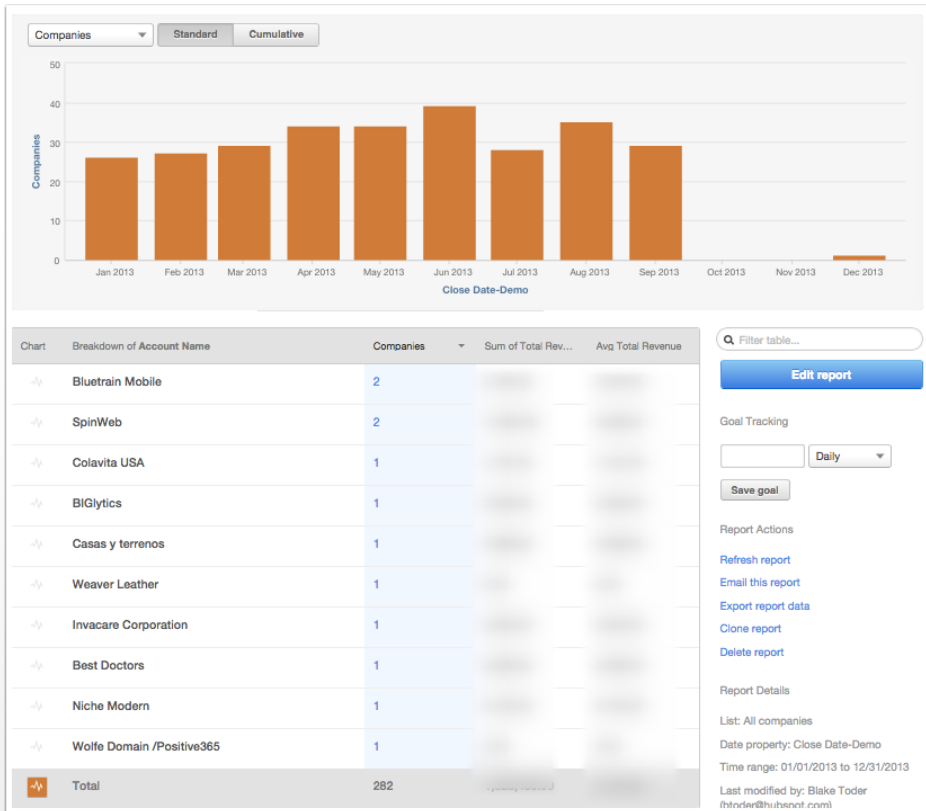 Companies Standard Cumulative
50
40
30
20
10
0
Companies
Jan 2013 Feb 2013 Mar 2013 Apr 2013 May 2013 Jun 2013 Jul 2013 Aug 2013 Sep 2013 Oct 2013 Nov 2013 Dec 2013
Close Date-Demo
Chart Breakdown of Account Name Companies Sum of Total Rev... Avg Total Revenue
Bluetrain Mobile 2
SpinWeb 2
Colavita USA 1
BIGlytics 1
Casas y terrenos 1
Weaver Leather 1
Invacare Corporation 1
Best Doctors 1
Niche Modern 1
Wolfe Domain /Positive365 1
Total 282
Filter table...
Edit report
Goal Tracking
Daily
Save goal
Report Actions
Refresh report
Email this report
Export report data
Clone report
Delete report
Report Details
List: All companies
Date property: Close Date-Demo
Time range: 01/01/2013 to 12/31/2013
Last modified by: Blake Toder
(btoder@hubspot.com)